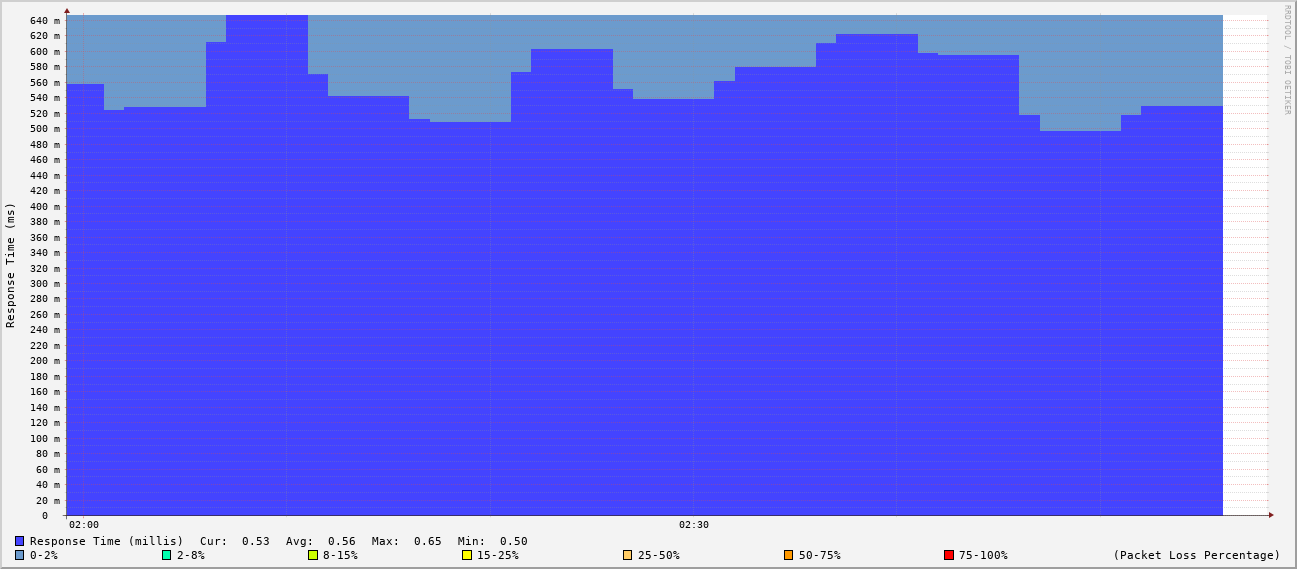 RRDTOOL / TOBI OETIKER
Response Time (ms)
640 m
620 m
600 m
580 m
560 m
540 m
520 m
500 m
480 m
460 m
440 m
420 m
400 m
380 m
360 m
340 m
320 m
300 m
280 m
260 m
240 m
220 m
200 m
180 m
160 m
140 m
120 m
100 m
80 m
60 m
40 m
20 m
0
02:00 02:30
Response Time (millis) Cur: 0.53 Avg: 0.56 Max: 0.65 Min: 0.50
0-2% 2-8% 8-15% 15-25% 25-50% 50-75% 75-100% (Packet Loss Percentage)